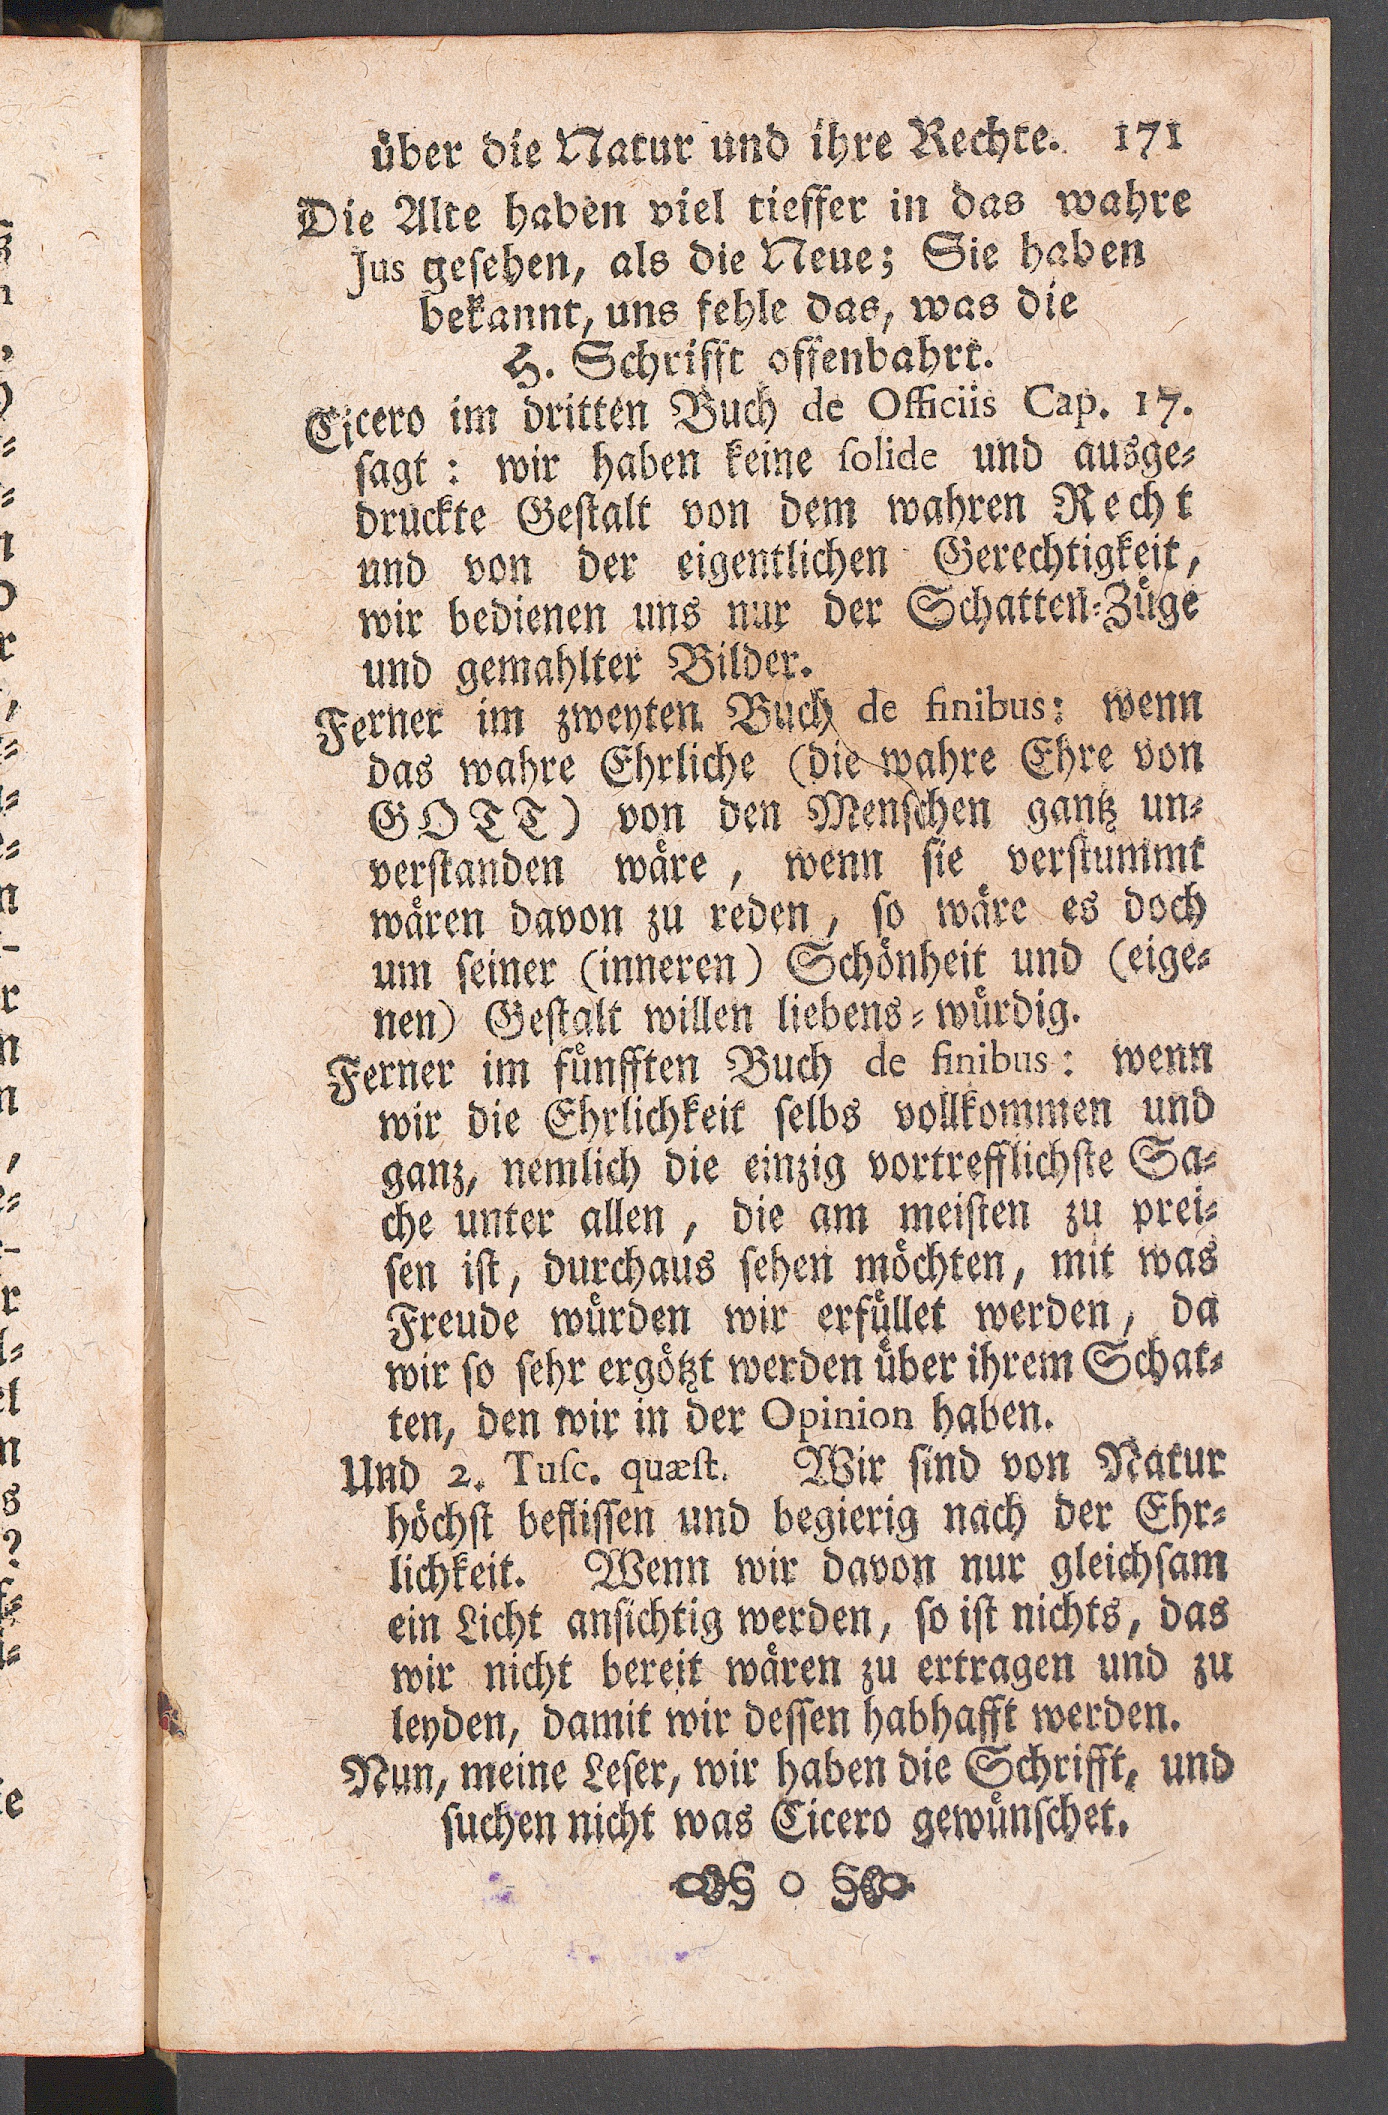 über die Natur und ihre Rechte. 171
Die Alte haben viel tieffer in das wahre
Jus gesehen, als die Neue; Sie haben
bekannt, uns fehle das, was die
H. Schrifft offenbahrt.
Cicero im dritten Buch de Officiis Cap. 17.
sagt: wir haben keine solide und ausge-
druckte Gestalt von dem wahren Recht
und von der eigentlichen Gerechtigkeit,
wir bedienen uns nur der Schatten-Züge
und gemahlter Bilder.
Ferner im zweyten Buch de finibus: wenn
das wahre Ehrliche (die wahre Ehre von
GOTT) von den Menschen gantz un-
verstanden wäre, wenn sie verstummt
wären davon zu reden, so wäre es doch
um seiner (inneren) Schönheit und (eige-
nen) Gestalt willen liebens-würdig.
Ferner im fünfften Buch de finibus: wenn
wir die Ehrlichkeit selbs vollkommen und
ganz, nemlich die einzig vortrefflichste Sa-
che unter allen, die am meisten zu prei-
sen ist, durchaus sehen möchten, mit was
Freude würden wir erfüllet werden, da
wir so sehr ergötzt werden über ihrem Schat-
ten, den wir in der Opinion haben.
Und 2. Tusc. quæst. Wir sind von Natur
höchst beflissen und begierig nach der Ehr-
lichkeit. Wenn wir davon nur gleichsam
ein Licht ansichtig werden, so ist nichts, das
wir nicht bereit wären zu ertragen und zu
leyden, damit wir dessen habhafft werden.
Nun, meine Leser, wir haben die Schrifft, und
suchen nicht was Cicero gewünschet.